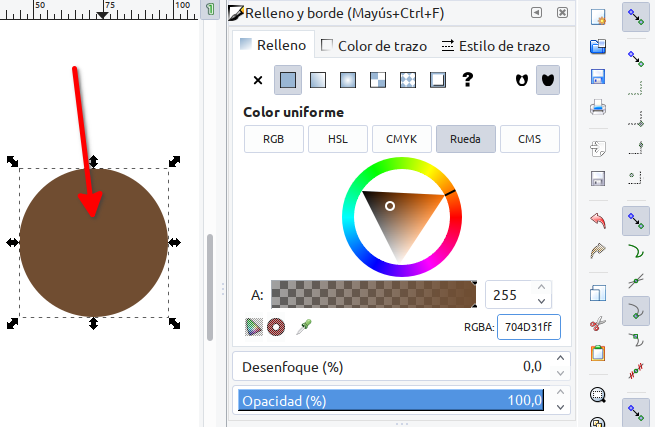 50
75
100
Relleno y borde (Mayús+Ctrl+F)
Relleno
Color de trazo
Estilo de trazo
?
Color uniforme
RGB
HSL
CMYK
Rueda
CMS
A:
255
RGBA:
704D31ff
Desenfoque (%)
0,0
Opacidad (%)
100,0